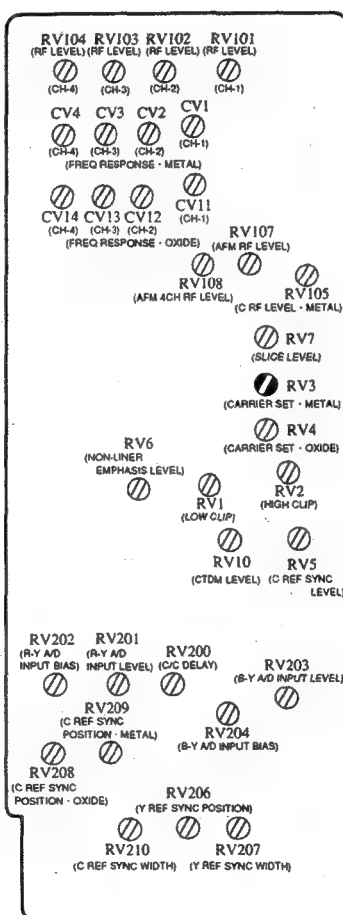 RV104 RV103 RV102 RV101
(RF LEVEL) (RF LEVEL) (RF LEVEL) (RF LEVEL)
(CH-4) (CH-3) (CH-2) (CH-1)
CV4 CV3 CV2 CV1
(CH-4) (CH-3) (CH-2) (CH-1)
(FREQ RESPONSE · METAL)
CV14 CV13 CV12 CV11
(CH-4) (CH-3) (CH-2) (CH-1)
(FREQ RESPONSE · OXIDE)
RV107
(AFM RF LEVEL)
RV108
(AFM 4CH RF LEVEL)
RV105
(C RF LEVEL · METAL)
RV7
(SLICE LEVEL)
RV3
(CARRIER SET · METAL)
RV4
(CARRIER SET · OXIDE)
RV6
(NON-LINER
EMPHASIS LEVEL)
RV1
(LOW CLIP)
RV2
(HIGH CLIP)
RV10
(CTDM LEVEL)
RV5
(C REF SYNC
LEVEL)
RV202
(R-Y A/D
INPUT BIAS)
RV201
(R-Y A/D
INPUT LEVEL)
RV200
(C/C DELAY)
RV203
(B-Y A/D INPUT LEVEL)
RV209
(C REF SYNC
POSITION · METAL)
RV204
(B-Y A/D INPUT BIAS)
RV208
(C REF SYNC
POSITION · OXIDE)
RV206
(Y REF SYNC POSITION)
RV210
(C REF SYNC WIDTH)
RV207
(Y REF SYNC WIDTH)